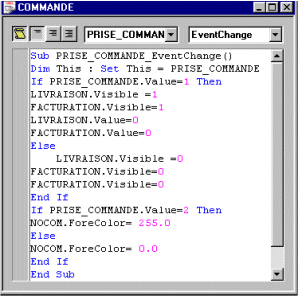 COMMANDE
PRISE_COMMAN EventChange
Sub PRISE_COMMANDE_EventChange()
Dim This : Set This = PRISE_COMMANDE
If PRISE_COMMANDE.Value=1 Then
LIVRAISON.Visible =1
FACTURATION.Visible=1
LIVRAISON.Value=0
FACTURATION.Value=0
Else
LIVRAISON.Visible =0
FACTURATION.Visible=0
FACTURATION.Visible=0
End If
If PRISE_COMMANDE.Value=2 Then
NOCOM.ForeColor= 255.0
Else
NOCOM.ForeColor= 0.0
End If
End Sub